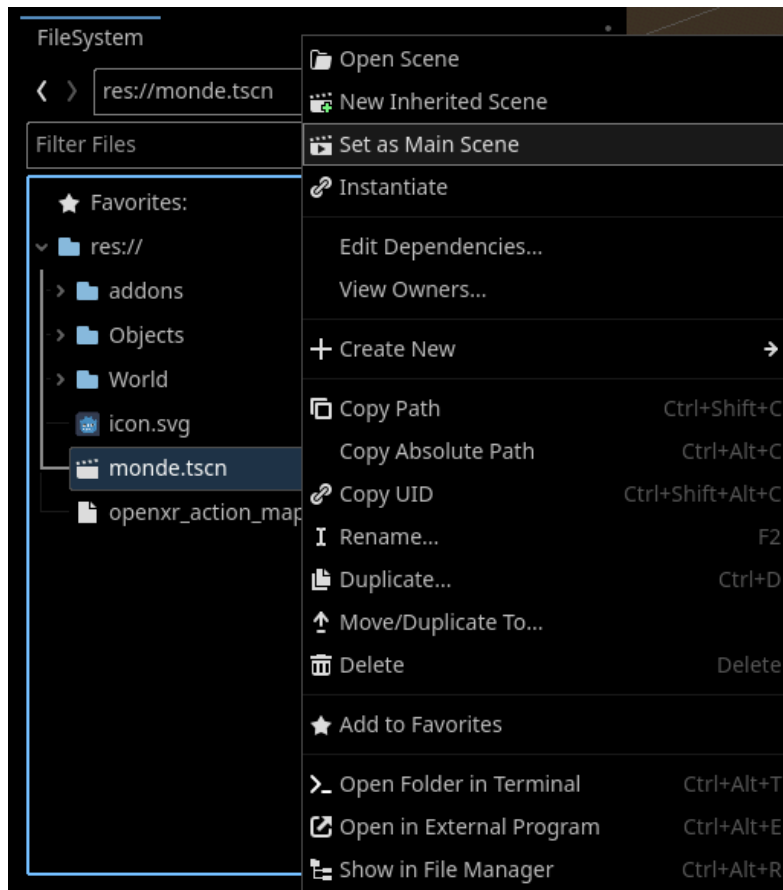 FileSystem
res://monde.tscn
Filter Files
Favorites:
res://
addons
Objects
World
icon.svg
monde.tscn
openxr_action_map
Open Scene
New Inherited Scene
Set as Main Scene
Instantiate
Edit Dependencies...
View Owners...
Create New
Copy Path Ctrl+Shift+C
Copy Absolute Path Ctrl+Alt+C
Copy UID Ctrl+Shift+Alt+C
Rename... F2
Duplicate... Ctrl+D
Move/Duplicate To...
Delete Delete
Add to Favorites
Open Folder in Terminal Ctrl+Alt+T
Open in External Program Ctrl+Alt+E
Show in File Manager Ctrl+Alt+R